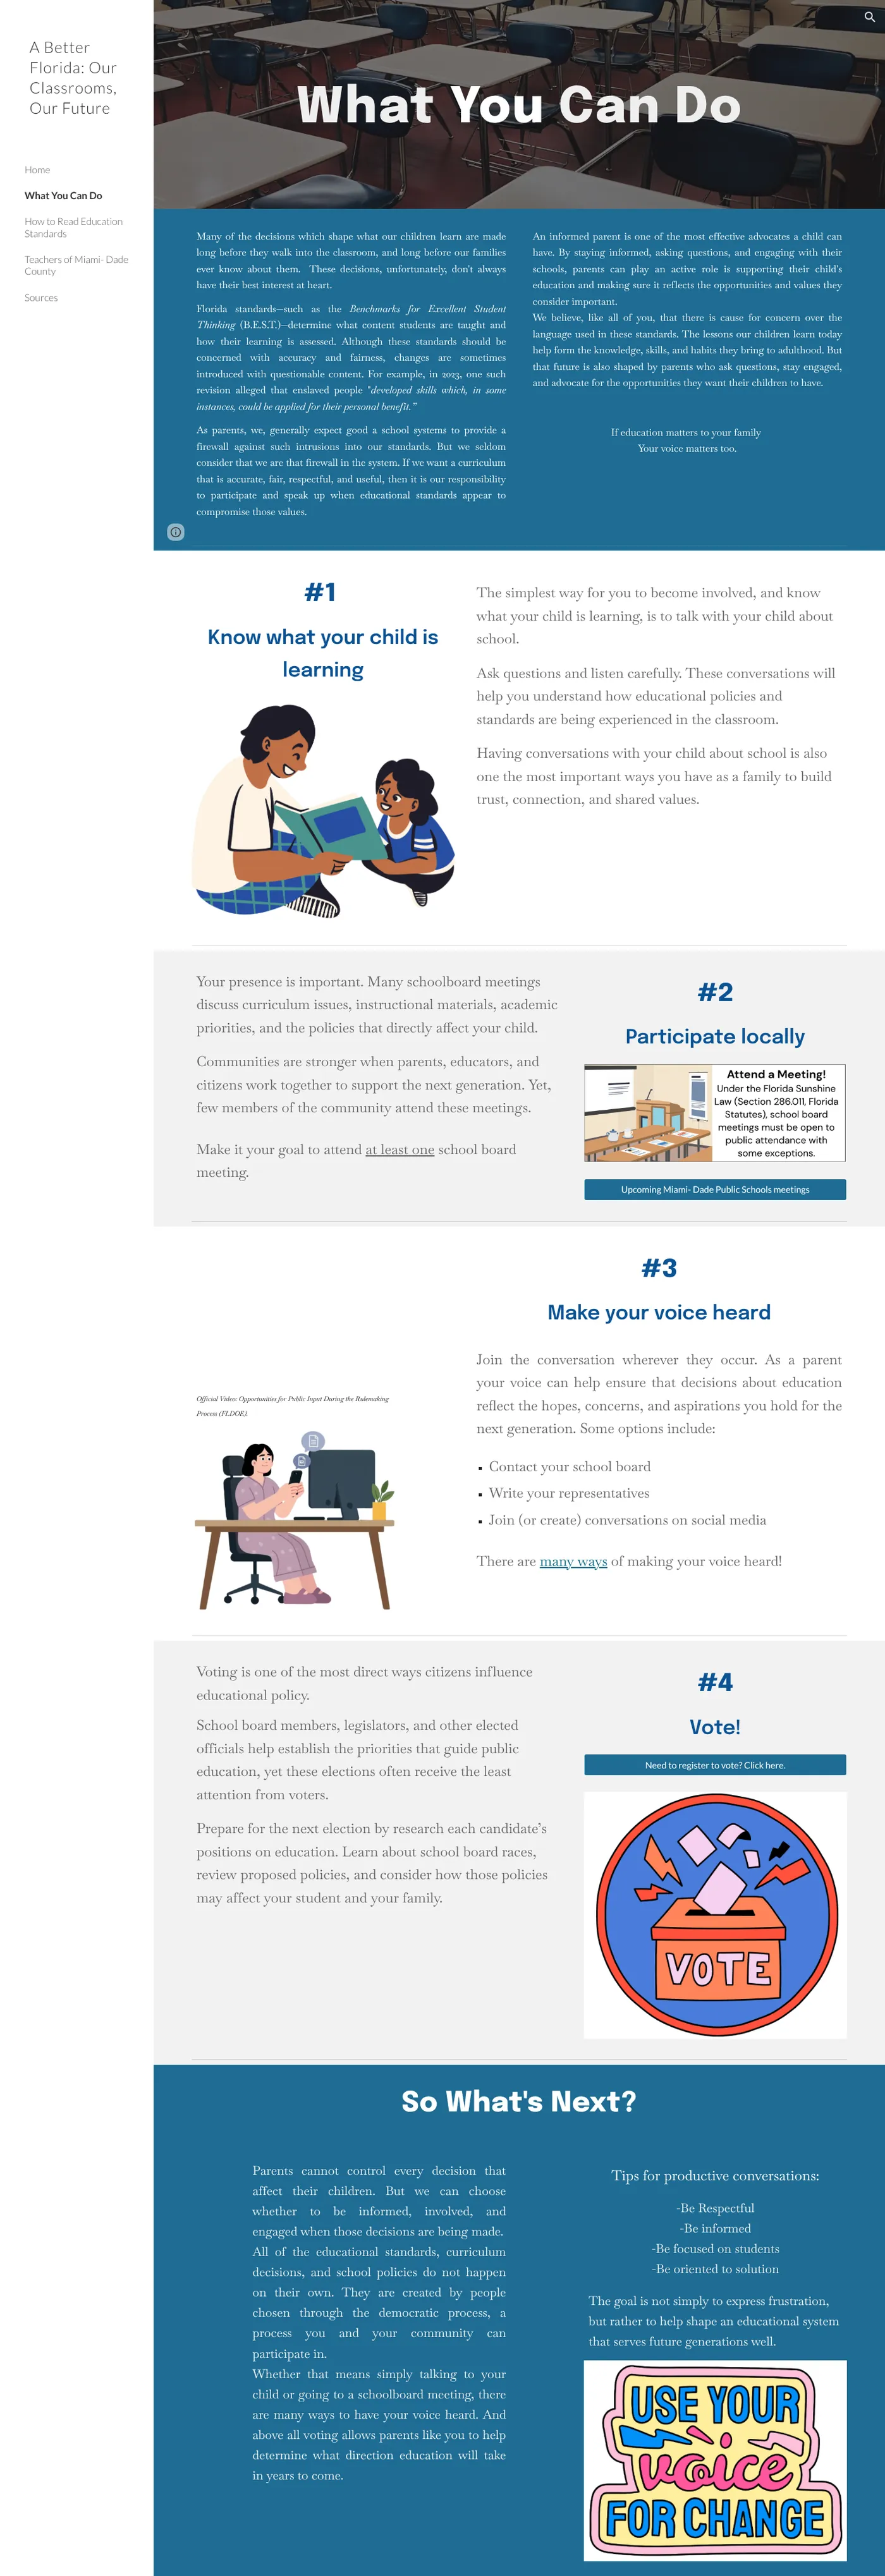 A Better
Florida: Our
Classrooms,
Our Future
Home
What You Can Do
How to Read Education
Standards
Teachers of Miami- Dade
County
Sources
What You Can Do
Many of the decisions which shape what our children learn are made
long before they walk into the classroom, and long before our families
ever know about them. These decisions, unfortunately, don't always
have their best interest at heart.
Florida standards—such as the Benchmarks for Excellent Student
Thinking (B.E.S.T.)—determine what content students are taught and
how their learning is assessed. Although these standards should be
concerned with accuracy and fairness, changes are sometimes
introduced with questionable content. For example, in 2023, one such
revision alleged that enslaved people "developed skills which, in some
instances, could be applied for their personal benefit."
As parents, we, generally expect good a school systems to provide a
firewall against such intrusions into our standards. But we seldom
consider that we are that firewall in the system. If we want a curriculum
that is accurate, fair, respectful, and useful, then it is our responsibility
to participate and speak up when educational standards appear to
compromise those values.
An informed parent is one of the most effective advocates a child can
have. By staying informed, asking questions, and engaging with their
schools, parents can play an active role is supporting their child's
education and making sure it reflects the opportunities and values they
consider important.
We believe, like all of you, that there is cause for concern over the
language used in these standards. The lessons our children learn today
help form the knowledge, skills, and habits they bring to adulthood. But
that future is also shaped by parents who ask questions, stay engaged,
and advocate for the opportunities they want their children to have.
If education matters to your family
Your voice matters too.
#1
Know what your child is
learning
The simplest way for you to become involved, and know
what your child is learning, is to talk with your child about
school.
Ask questions and listen carefully. These conversations will
help you understand how educational policies and
standards are being experienced in the classroom.
Having conversations with your child about school is also
one the most important ways you have as a family to build
trust, connection, and shared values.
Your presence is important. Many schoolboard meetings
discuss curriculum issues, instructional materials, academic
priorities, and the policies that directly affect your child.
Communities are stronger when parents, educators, and
citizens work together to support the next generation. Yet,
few members of the community attend these meetings.
Make it your goal to attend at least one school board
meeting.
#2
Participate locally
Attend a Meeting!
Under the Florida Sunshine
Law (Section 286.011, Florida
Statutes), school board
meetings must be open to
public attendance with
some exceptions.
Upcoming Miami- Dade Public Schools meetings
#3
Make your voice heard
Official Video: Opportunities for Public Input During the Rulemaking
Process (FLDOE).
Join the conversation wherever they occur. As a parent
your voice can help ensure that decisions about education
reflect the hopes, concerns, and aspirations you hold for the
next generation. Some options include:
▪ Contact your school board
▪ Write your representatives
▪ Join (or create) conversations on social media
There are many ways of making your voice heard!
Voting is one of the most direct ways citizens influence
educational policy.
School board members, legislators, and other elected
officials help establish the priorities that guide public
education, yet these elections often receive the least
attention from voters.
Prepare for the next election by research each candidate's
positions on education. Learn about school board races,
review proposed policies, and consider how those policies
may affect your student and your family.
#4
Vote!
Need to register to vote? Click here.
VOTE
So What's Next?
Parents cannot control every decision that
affect their children. But we can choose
whether to be informed, involved, and
engaged when those decisions are being made.
All of the educational standards, curriculum
decisions, and school policies do not happen
on their own. They are created by people
chosen through the democratic process, a
process you and your community can
participate in.
Whether that means simply talking to your
child or going to a schoolboard meeting, there
are many ways to have your voice heard. And
above all voting allows parents like you to help
determine what direction education will take
in years to come.
Tips for productive conversations:
-Be Respectful
-Be informed
-Be focused on students
-Be oriented to solution
The goal is not simply to express frustration,
but rather to help shape an educational system
that serves future generations well.
USE YOUR
voice
FOR CHANGE